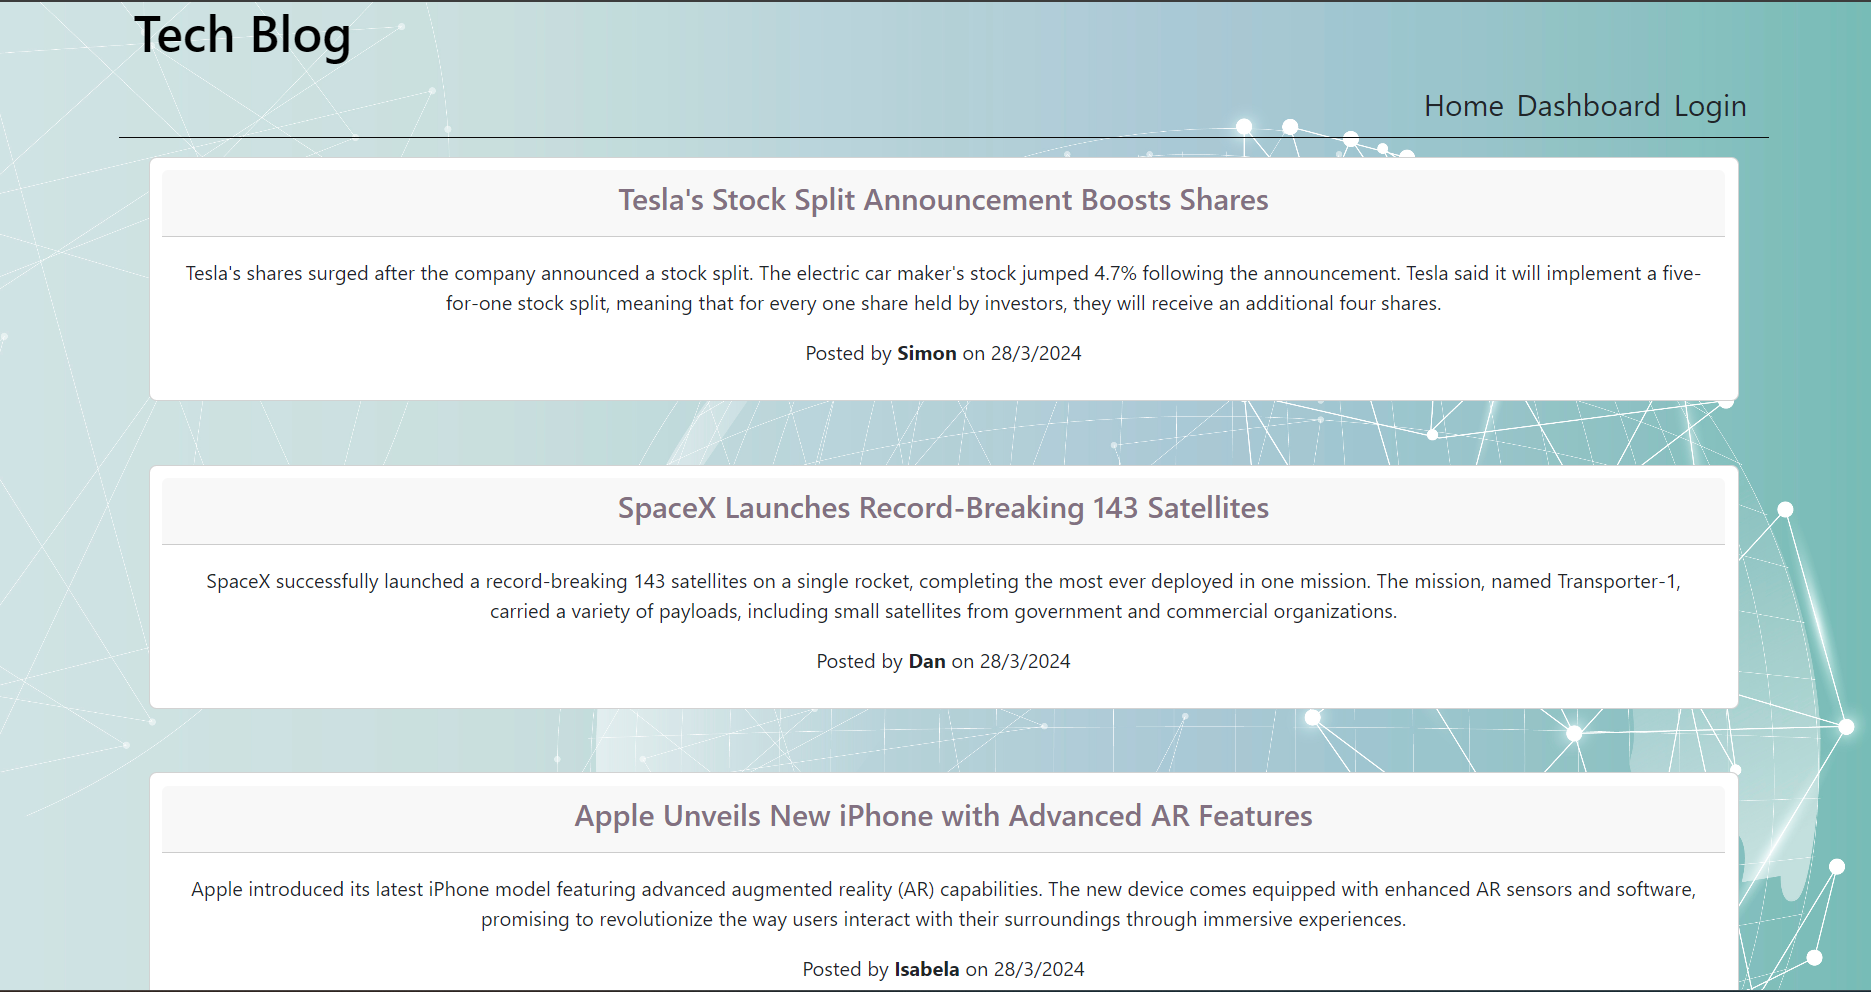 Tech Blog
Home Dashboard Login
Tesla's Stock Split Announcement Boosts Shares
Tesla's shares surged after the company announced a stock split. The electric car maker's stock jumped 4.7% following the announcement. Tesla said it will implement a five-
for-one stock split, meaning that for every one share held by investors, they will receive an additional four shares.
Posted by Simon on 28/3/2024
SpaceX Launches Record-Breaking 143 Satellites
SpaceX successfully launched a record-breaking 143 satellites on a single rocket, completing the most ever deployed in one mission. The mission, named Transporter-1,
carried a variety of payloads, including small satellites from government and commercial organizations.
Posted by Dan on 28/3/2024
Apple Unveils New iPhone with Advanced AR Features
Apple introduced its latest iPhone model featuring advanced augmented reality (AR) capabilities. The new device comes equipped with enhanced AR sensors and software,
promising to revolutionize the way users interact with their surroundings through immersive experiences.
Posted by Isabela on 28/3/2024